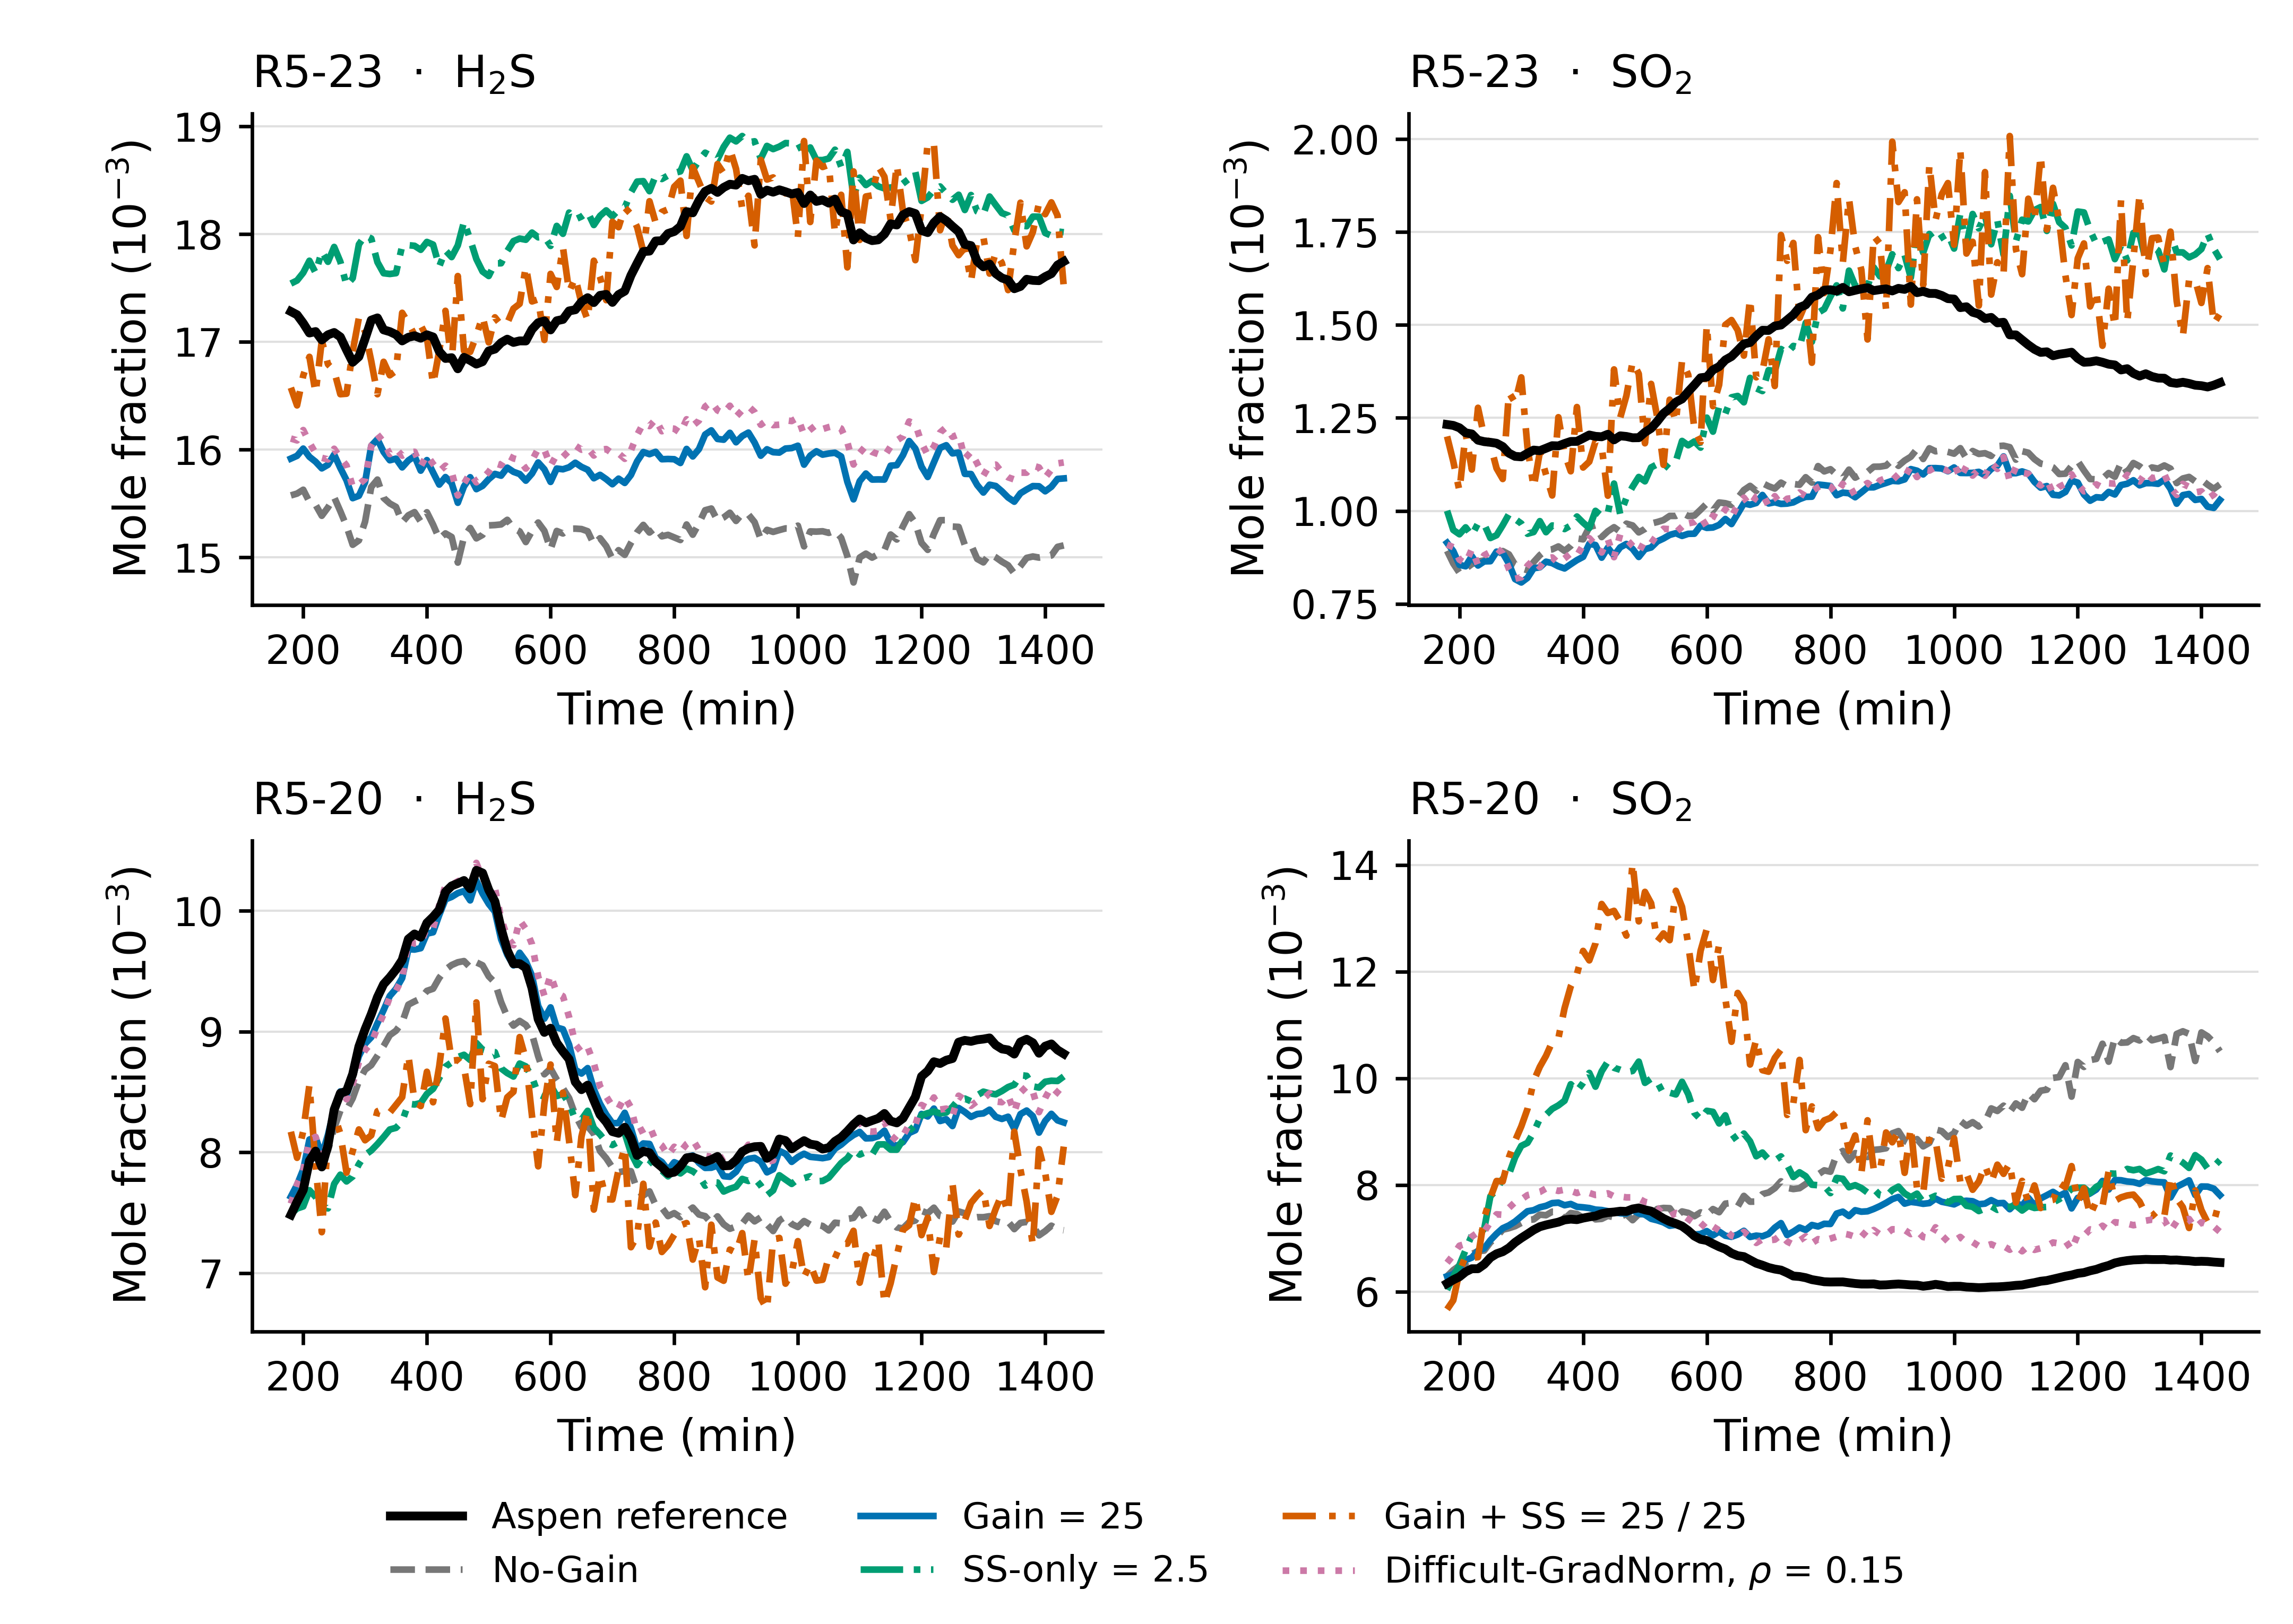 R5-23 · H₂S
Mole fraction (10⁻³)
19
18
17
16
15
200 400 600 800 1000 1200 1400
Time (min)
R5-23 · SO₂
Mole fraction (10⁻³)
2.00
1.75
1.50
1.25
1.00
0.75
200 400 600 800 1000 1200 1400
Time (min)
R5-20 · H₂S
Mole fraction (10⁻³)
10
9
8
7
200 400 600 800 1000 1200 1400
Time (min)
R5-20 · SO₂
Mole fraction (10⁻³)
14
12
10
8
6
200 400 600 800 1000 1200 1400
Time (min)
Aspen reference
No-Gain
Gain = 25
SS-only = 2.5
Gain + SS = 25 / 25
Difficult-GradNorm, ρ = 0.15